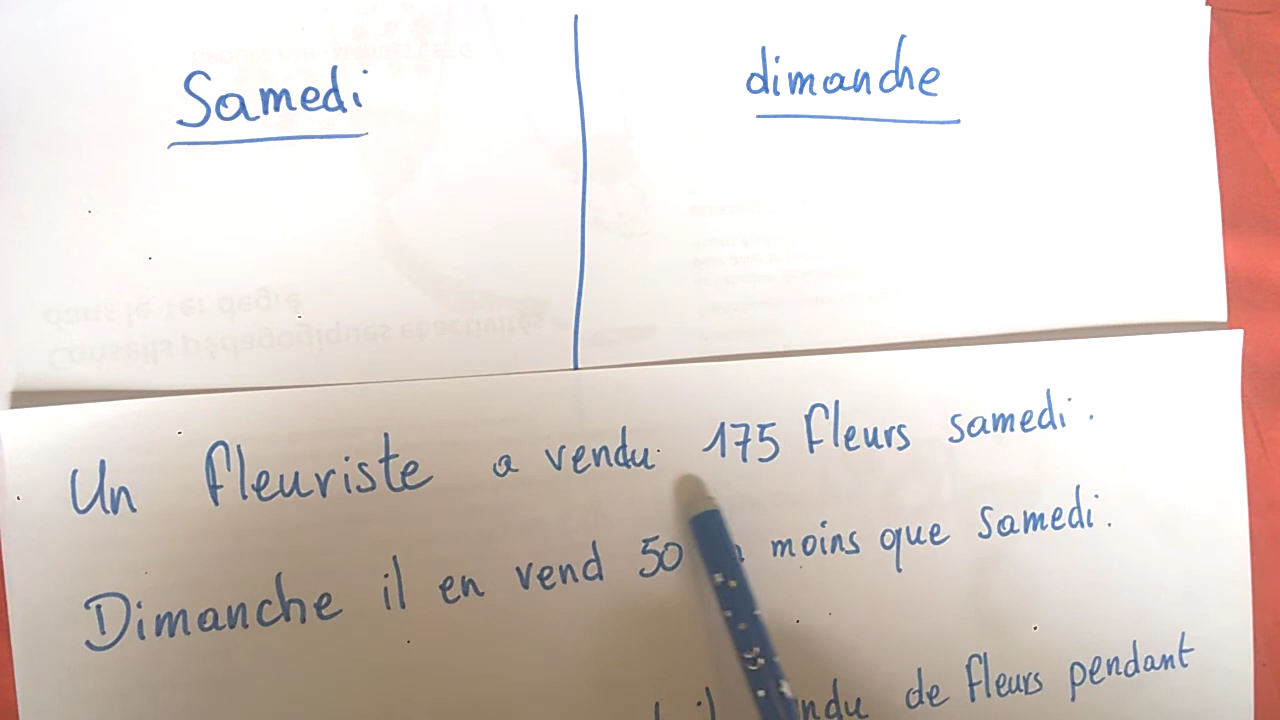 Samedi
dimanche
Un fleuriste a vendu 175 fleurs samedi.
Dimanche il en vend 50 moins que samedi.
de fleurs pendant